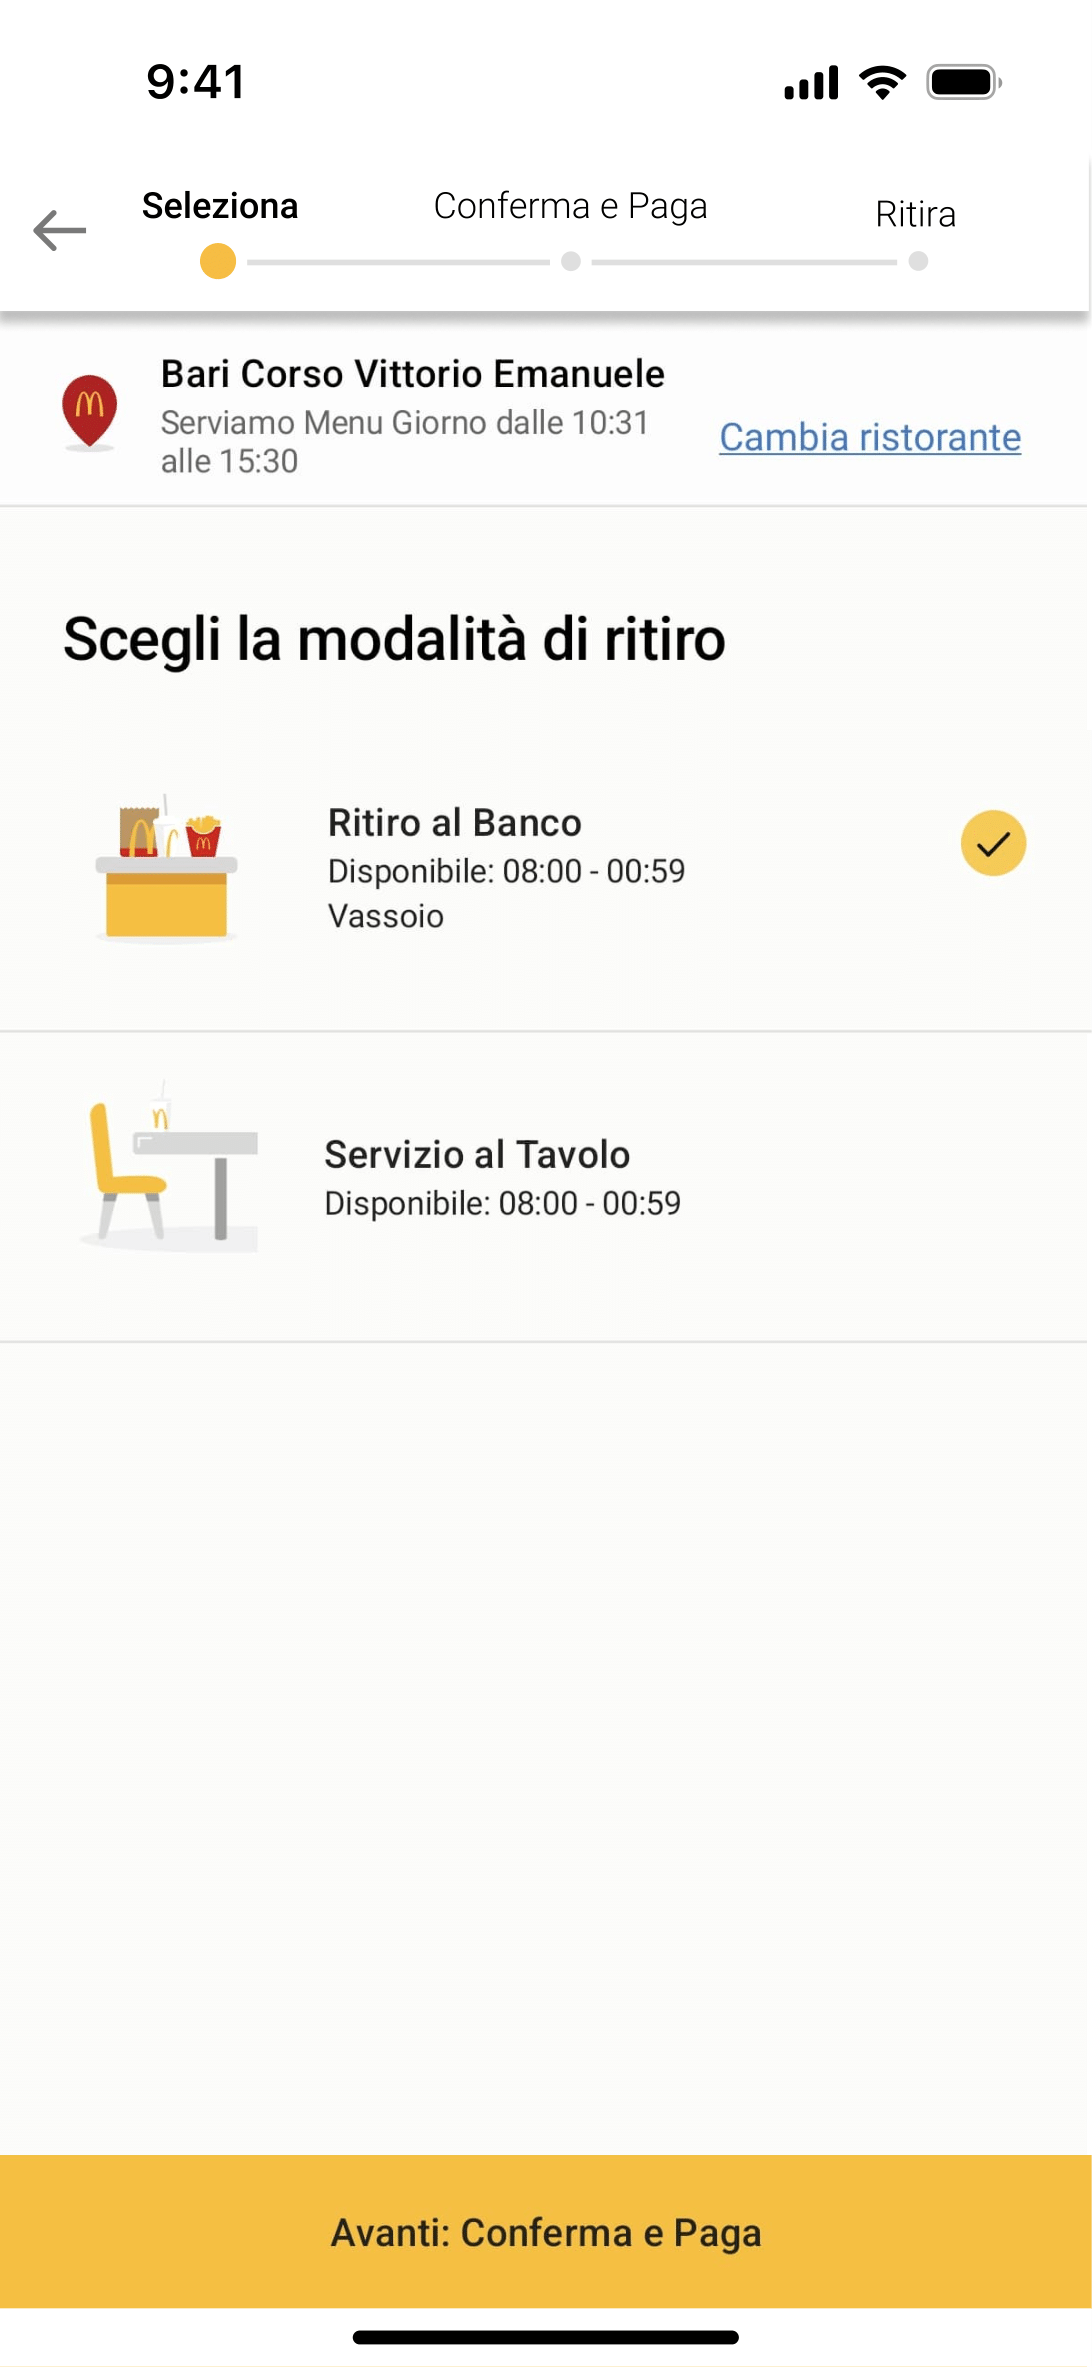 9:41
Seleziona
Conferma e Paga
Ritira
Bari Corso Vittorio Emanuele
Serviamo Menu Giorno dalle 10:31
alle 15:30
Cambia ristorante
Scegli la modalità di ritiro
Ritiro al Banco
Disponibile: 08:00 - 00:59
Vassoio
Servizio al Tavolo
Disponibile: 08:00 - 00:59
Avanti: Conferma e Paga